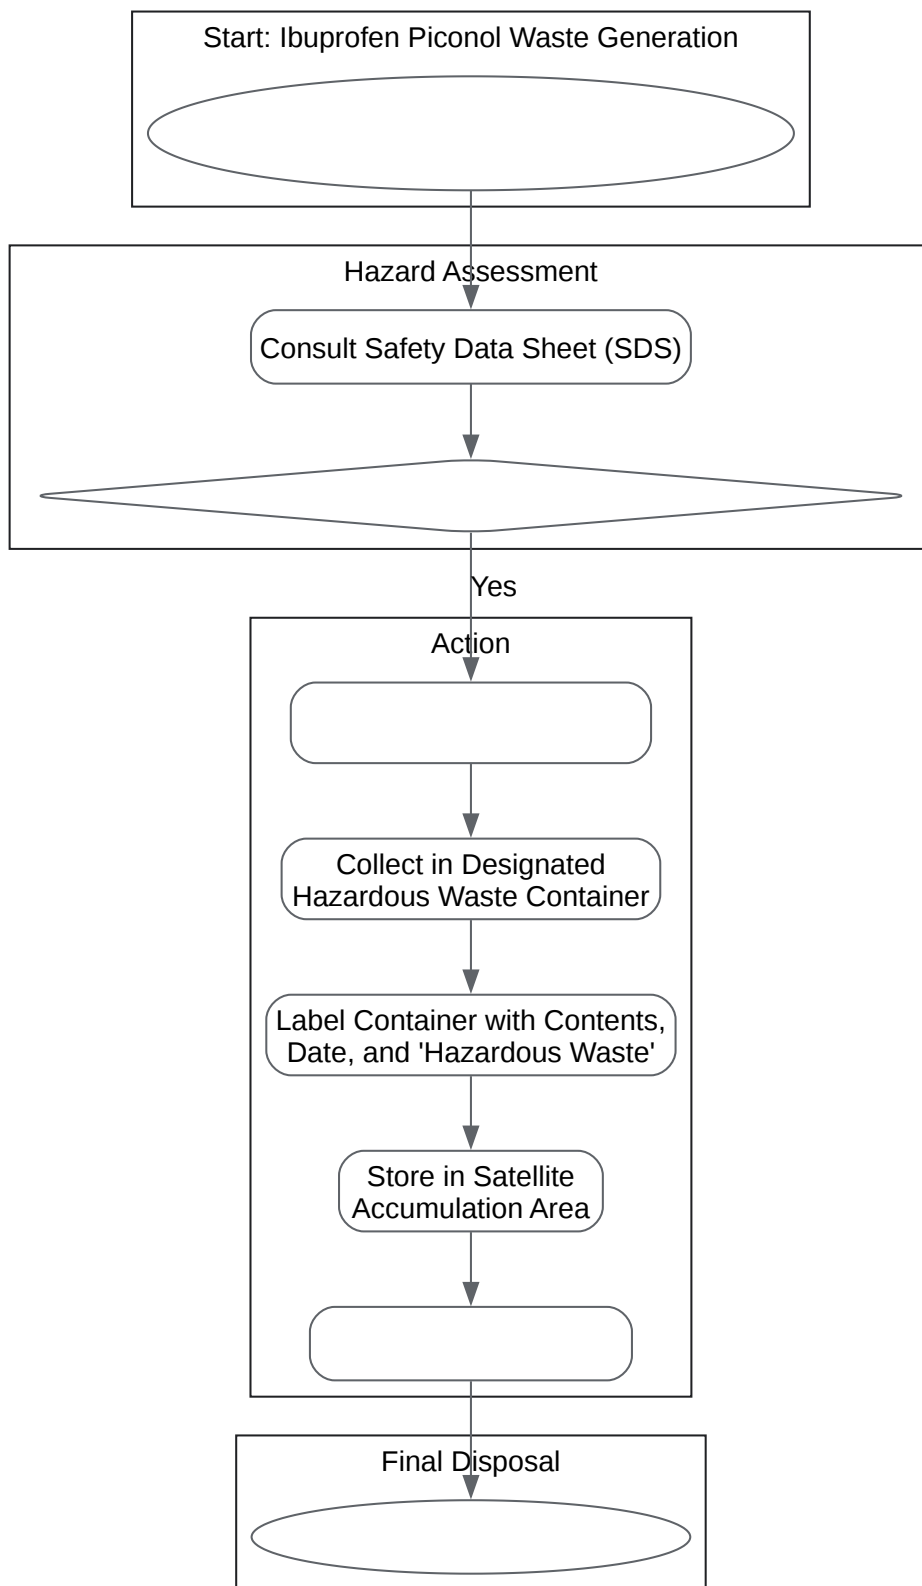 Start: Ibuprofen Piconol Waste Generation
Hazard Assessment
Consult Safety Data Sheet (SDS)
Yes
Action
Collect in Designated
Hazardous Waste Container
Label Container with Contents,
Date, and 'Hazardous Waste'
Store in Satellite
Accumulation Area
Final Disposal